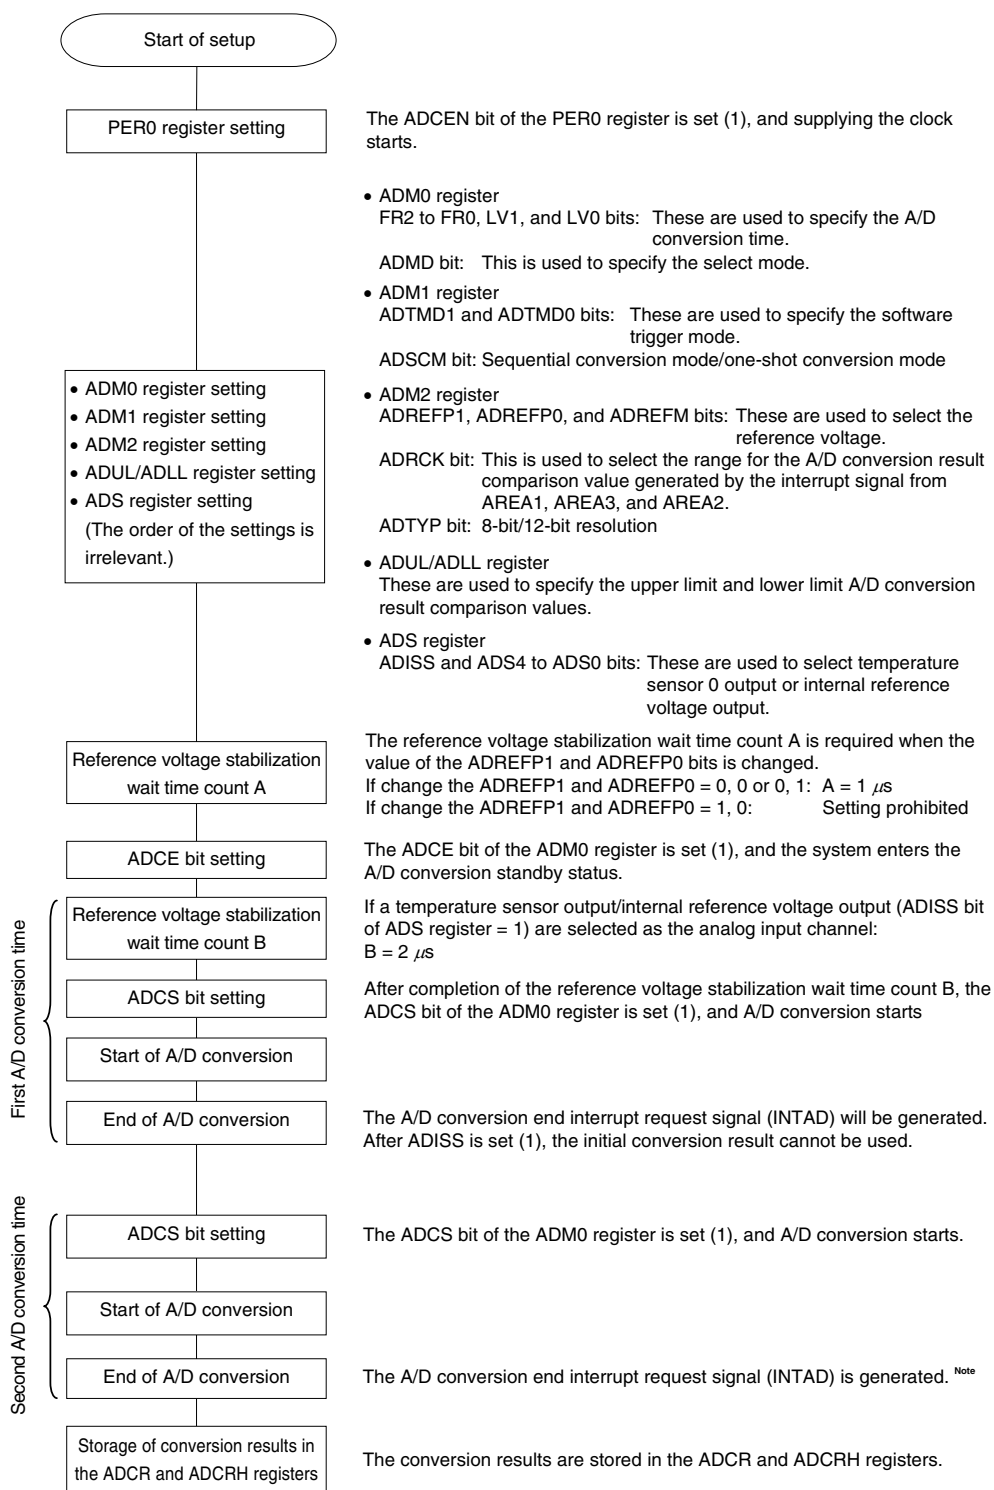 Start of setup
PER0 register setting
The ADCEN bit of the PER0 register is set (1), and supplying the clock
starts.
• ADM0 register
FR2 to FR0, LV1, and LV0 bits: These are used to specify the A/D
conversion time.
ADMD bit: This is used to specify the select mode.
• ADM1 register
ADTMD1 and ADTMD0 bits: These are used to specify the software
trigger mode.
ADSCM bit: Sequential conversion mode/one-shot conversion mode
• ADM0 register setting
• ADM1 register setting
• ADM2 register setting
• ADUL/ADLL register setting
• ADS register setting
(The order of the settings is
irrelevant.)
• ADM2 register
ADREFP1, ADREFP0, and ADREFM bits: These are used to select the
reference voltage.
ADRCK bit: This is used to select the range for the A/D conversion result
comparison value generated by the interrupt signal from
AREA1, AREA3, and AREA2.
ADTYP bit: 8-bit/12-bit resolution
• ADUL/ADLL register
These are used to specify the upper limit and lower limit A/D conversion
result comparison values.
• ADS register
ADISS and ADS4 to ADS0 bits: These are used to select temperature
sensor 0 output or internal reference
voltage output.
Reference voltage stabilization
wait time count A
The reference voltage stabilization wait time count A is required when the
value of the ADREFP1 and ADREFP0 bits is changed.
If change the ADREFP1 and ADREFP0 = 0, 0 or 0, 1: A = 1 μs
If change the ADREFP1 and ADREFP0 = 1, 0: Setting prohibited
ADCE bit setting
The ADCE bit of the ADM0 register is set (1), and the system enters the
A/D conversion standby status.
First A/D conversion time
Reference voltage stabilization
wait time count B
If a temperature sensor output/internal reference voltage output (ADISS bit
of ADS register = 1) are selected as the analog input channel:
B = 2 μs
ADCS bit setting
After completion of the reference voltage stabilization wait time count B, the
ADCS bit of the ADM0 register is set (1), and A/D conversion starts
Start of A/D conversion
End of A/D conversion
The A/D conversion end interrupt request signal (INTAD) will be generated.
After ADISS is set (1), the initial conversion result cannot be used.
Second A/D conversion time
ADCS bit setting
The ADCS bit of the ADM0 register is set (1), and A/D conversion starts.
Start of A/D conversion
End of A/D conversion
The A/D conversion end interrupt request signal (INTAD) is generated. Note
Storage of conversion results in
the ADCR and ADCRH registers
The conversion results are stored in the ADCR and ADCRH registers.